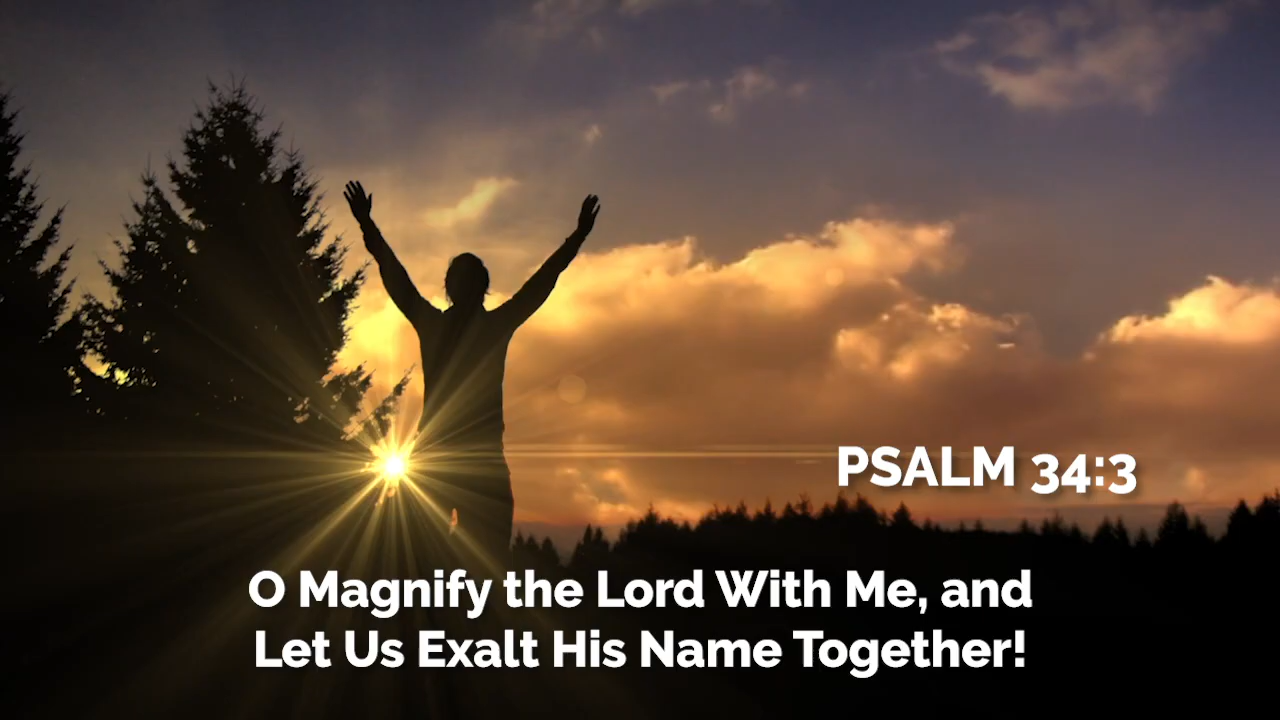 PSALM 34:3
O Magnify the Lord With Me, and
Let Us Exalt His Name Together!